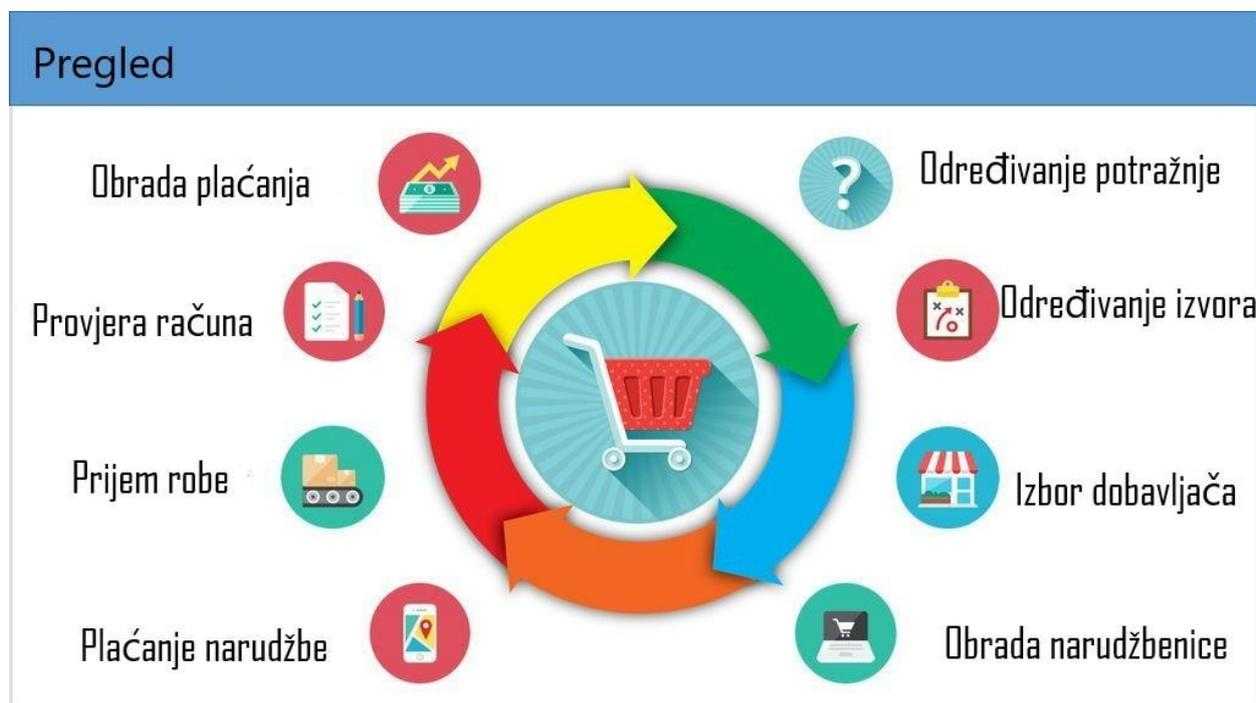 Pregled
Obrada plaćanja
Određivanje potražnje
Provjera računa
Određivanje izvora
Prijem robe
Izbor dobavljača
Plaćanje narudžbe
Obrada narudžbenice